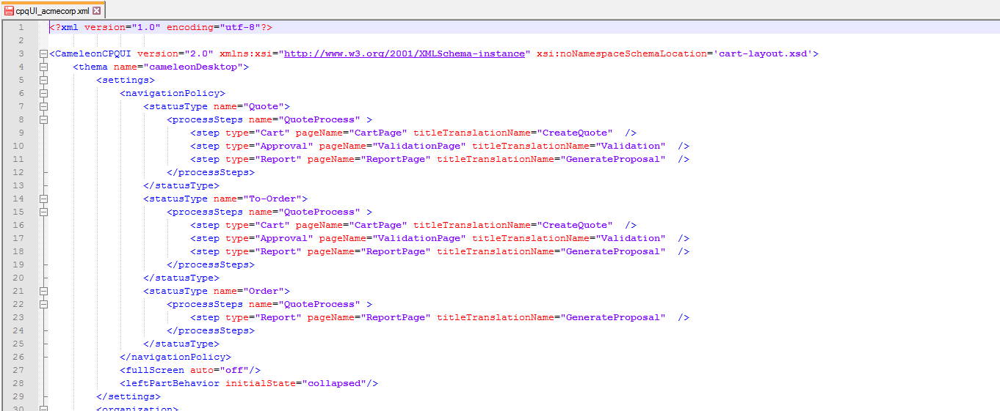 cpqUI_acmecorp.xml
1 <?xml version="1.0" encoding="utf-8"?>
2
3 <CameleonCPQUI version="2.0" xmlns:xsi="http://www.w3.org/2001/XMLSchema-instance" xsi:noNamespaceSchemaLocation='cart-layout.xsd'>
4 <thema name="cameleonDesktop">
5 <settings>
6 <navigationPolicy>
7 <statusType name="Quote">
8 <processSteps name="QuoteProcess" >
9 <step type="Cart" pageName="CartPage" titleTranslationName="CreateQuote" />
10 <step type="Approval" pageName="ValidationPage" titleTranslationName="Validation" />
11 <step type="Report" pageName="ReportPage" titleTranslationName="GenerateProposal" />
12 </processSteps>
13 </statusType>
14 <statusType name="To-Order">
15 <processSteps name="QuoteProcess" >
16 <step type="Cart" pageName="CartPage" titleTranslationName="CreateQuote" />
17 <step type="Approval" pageName="ValidationPage" titleTranslationName="Validation" />
18 <step type="Report" pageName="ReportPage" titleTranslationName="GenerateProposal" />
19 </processSteps>
20 </statusType>
21 <statusType name="Order">
22 <processSteps name="QuoteProcess" >
23 <step type="Report" pageName="ReportPage" titleTranslationName="GenerateProposal" />
24 </processSteps>
25 </statusType>
26 </navigationPolicy>
27 <fullScreen auto="off"/>
28 <leftPartBehavior initialState="collapsed"/>
29 </settings>
30 <organization>